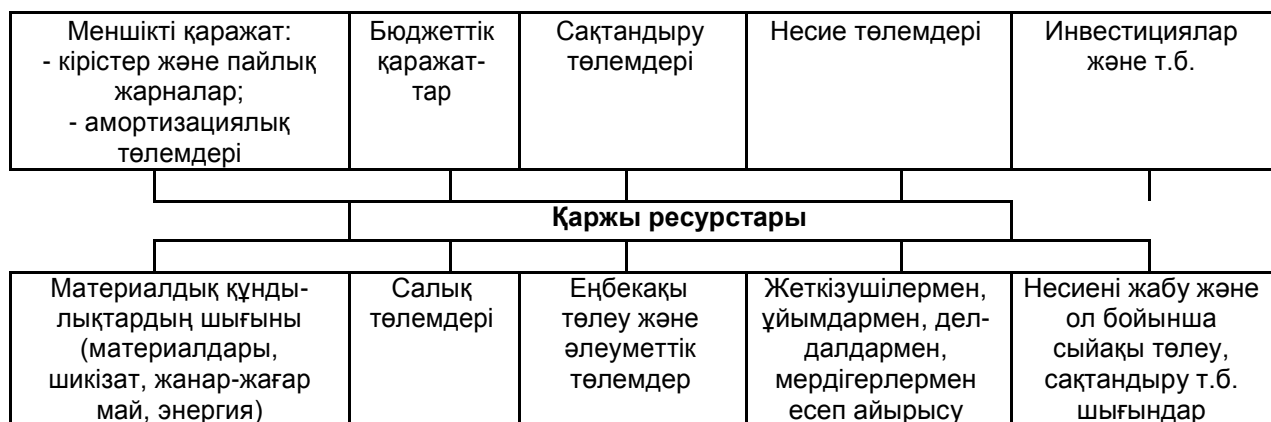 Меншікті қаражат:
- кірістер және пайлық
жарналар;
- амортизациялық
төлемдері
Бюджеттік
қаражат-
тар
Сақтандыру
төлемдері
Несие төлемдері
Инвестициялар
және т.б.
Қаржы ресурстары
Материалдық құнды-
лықтардың шығыны
(материалдары,
шикізат, жанар-жағар
май, энергия)
Салық
төлемдері
Еңбекақы
төлеу және
әлеуметтік
төлемдер
Жеткізушілермен,
ұйымдармен, дел-
далдармен,
мердігерлермен
есеп айырысу
Несиені жабу және
ол бойынша
сыйақы төлеу,
сақтандыру т.б.
шығындар